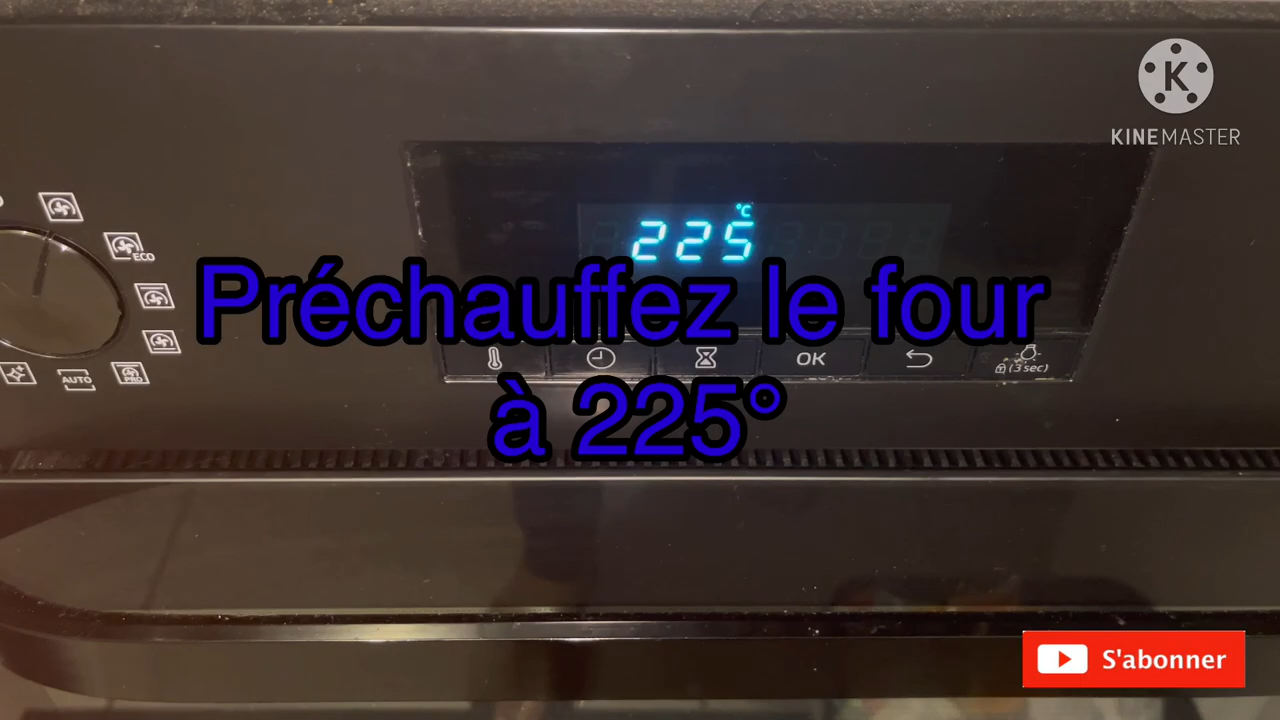 KINEMASTER
°C
225
ECO
Préchauffez le four
à 225°
OK
(3 sec)
AUTO
PRO
S'abonner